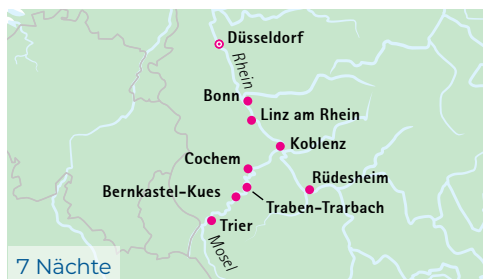 Düsseldorf
Rhein
Bonn
Linz am Rhein
Koblenz
Cochem
Rüdesheim
Bernkastel-Kues
Traben-Trarbach
Trier
Mosel
7 Nächte